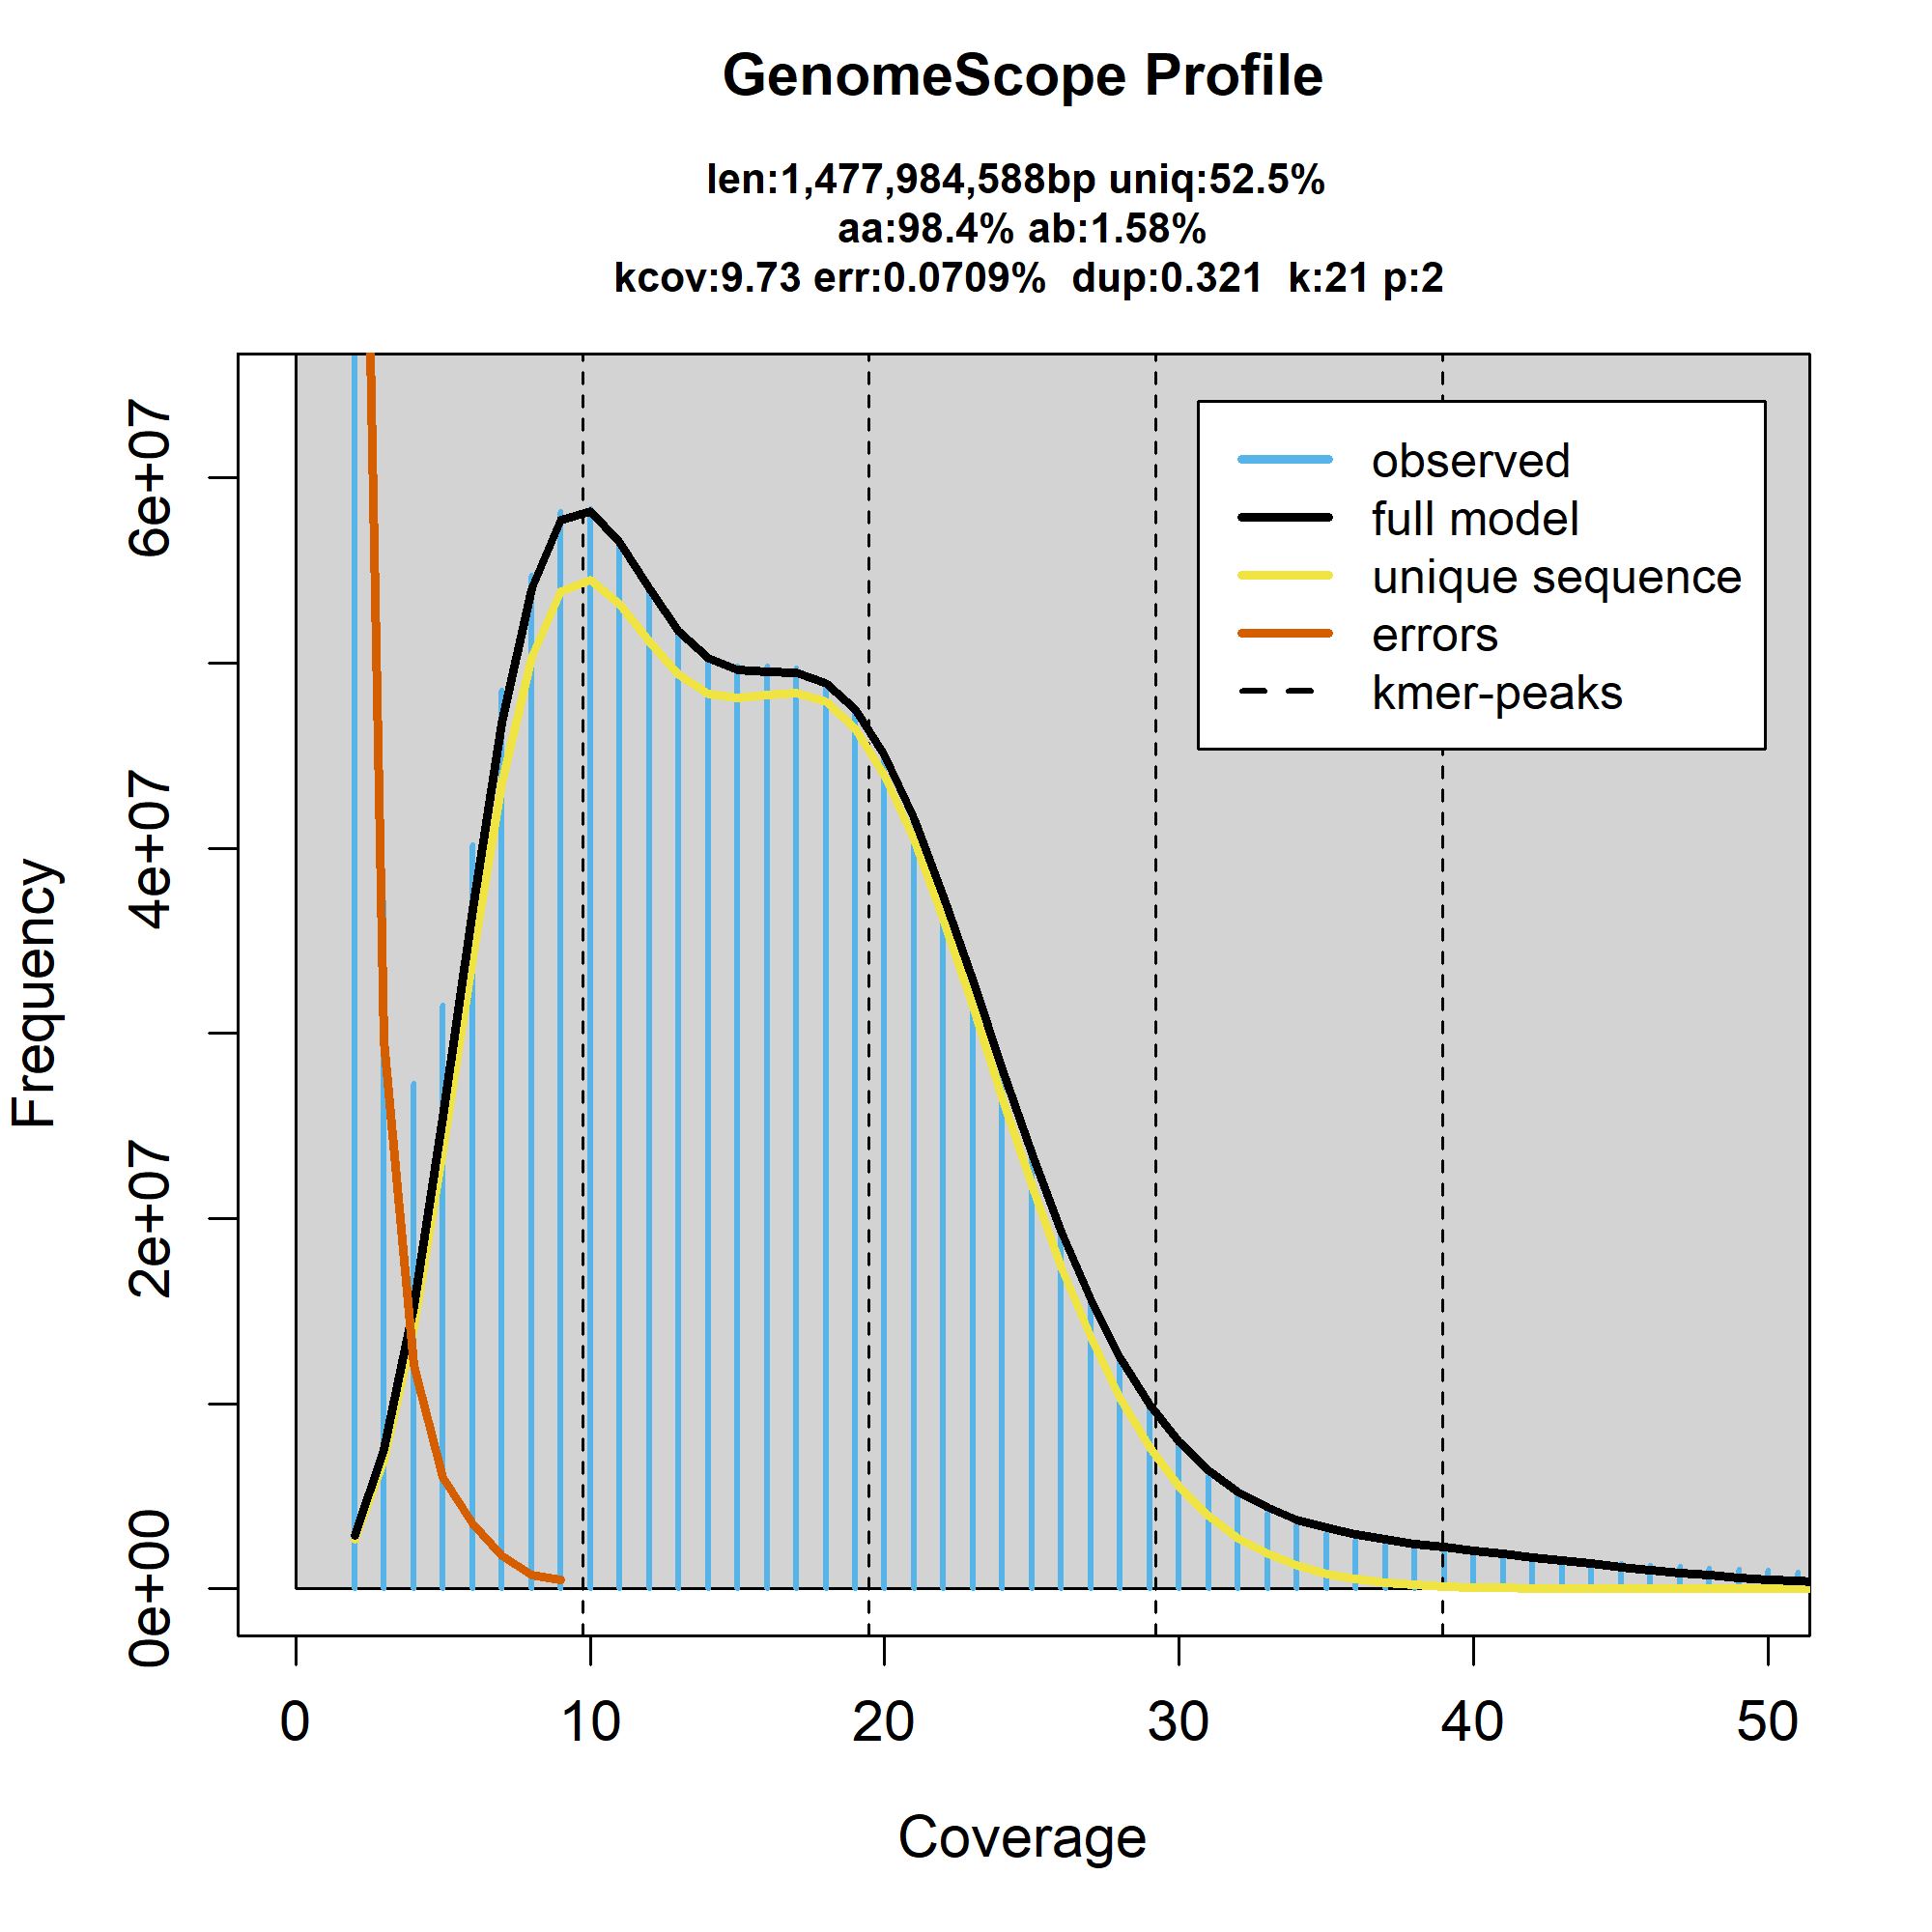 GenomeScope Profile
len:1,477,984,588bp uniq:52.5%
aa:98.4% ab:1.58%
kcov:9.73 err:0.0709% dup:0.321 k:21 p:2
observed
full model
unique sequence
errors
kmer-peaks
Frequency
6e+07
4e+07
2e+07
0e+00
0 10 20 30 40 50
Coverage